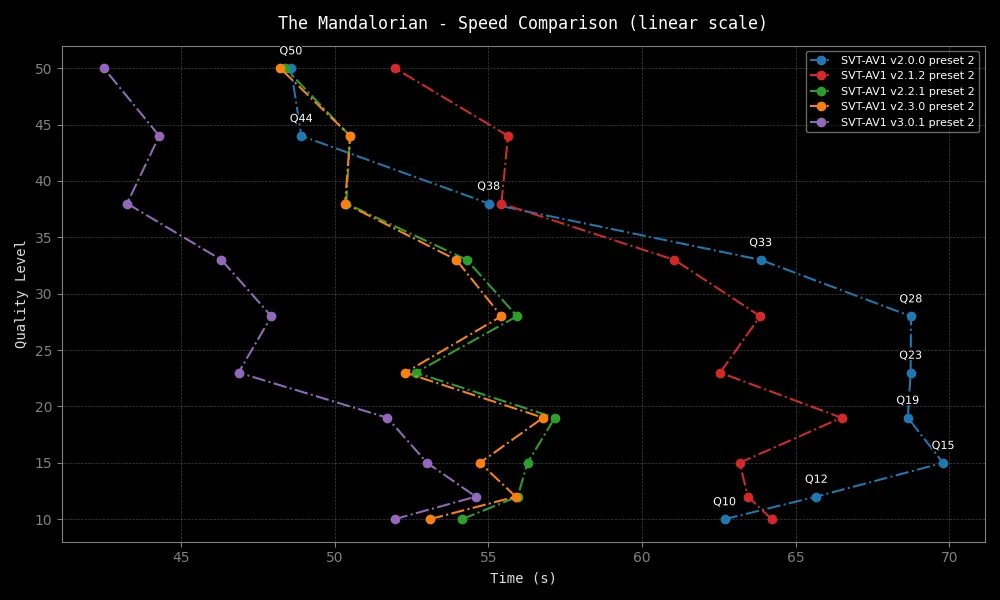 The Mandalorian - Speed Comparison (linear scale)
SVT-AV1 v2.0.0 preset 2
SVT-AV1 v2.1.2 preset 2
SVT-AV1 v2.2.1 preset 2
SVT-AV1 v2.3.0 preset 2
SVT-AV1 v3.0.1 preset 2
Q50
Q44
Q38
Q33
Q28
Q23
Q19
Q15
Q12
Q10
Quality Level
50
45
40
35
30
25
20
15
10
45 50 55 60 65 70
Time (s)